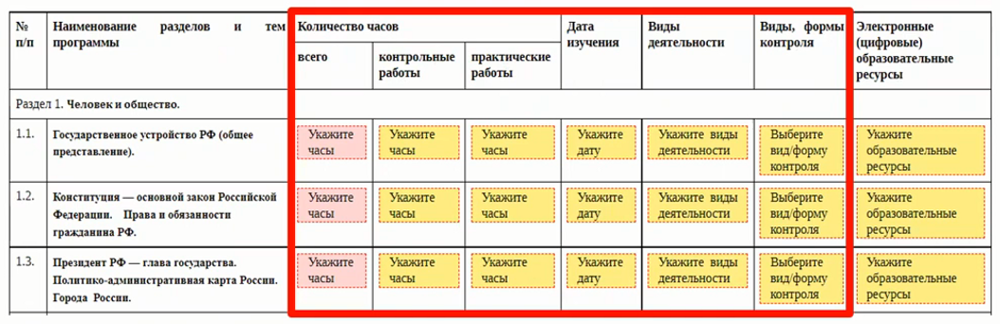 № п/п
Наименование разделов и тем программы
Количество часов
всего
контрольные работы
практические работы
Дата изучения
Виды деятельности
Виды, формы контроля
Электронные (цифровые) образовательные ресурсы
Раздел 1. Человек и общество.
1.1.
Государственное устройство РФ (общее
представление).
Укажите часы
Укажите часы
Укажите часы
Укажите дату
Укажите виды деятельности
Выберите вид/форму контроля
Укажите образовательные ресурсы
1.2.
Конституция — основной закон Российской
Федерации. Права и обязанности
гражданина РФ.
Укажите часы
Укажите часы
Укажите часы
Укажите дату
Укажите виды деятельности
Выберите вид/форму контроля
Укажите образовательные ресурсы
1.3.
Президент РФ — глава государства.
Политико-административная карта России.
Города России.
Укажите часы
Укажите часы
Укажите часы
Укажите дату
Укажите виды деятельности
Выберите вид/форму контроля
Укажите образовательные ресурсы